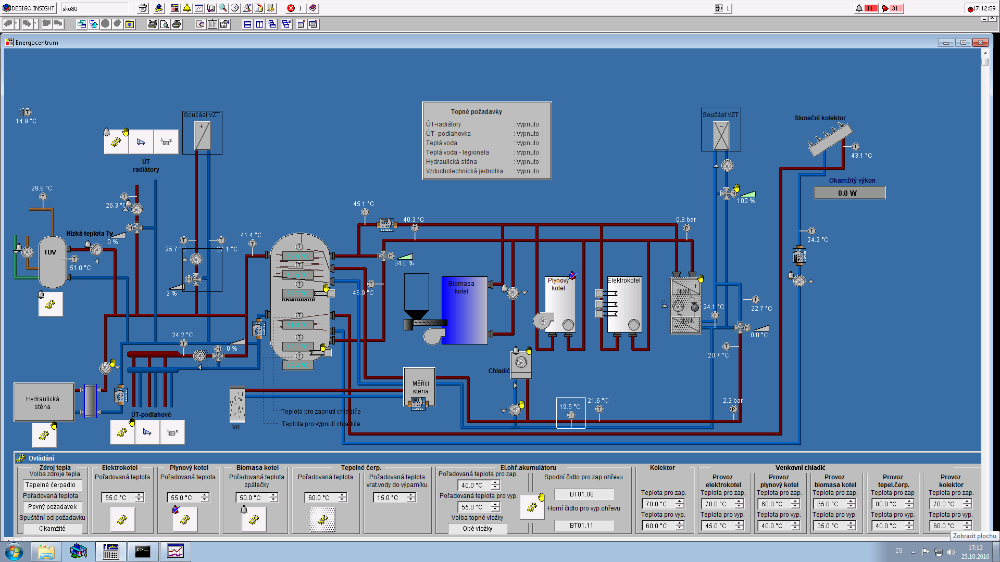 DESIGO INSIGHT
sko80
1
1
11
31
17:12:59
Energocentrum
14.9 °C
Součást VZT
Topné požadavky
ÚT-radiátory : Vypnuto
ÚT- podlahovka : Vypnuto
Teplá voda : Vypnuto
Teplá voda - legionela : Vypnuto
Hydraulická stěna : Vypnuto
Vzduchotechnická jednotka : Vypnuto
Součást VZT
Sluneční kolektor
43.1 °C
Okamžitý výkon
0.0 W
ÚT
radiátory
29.9 °C
26.3 °C
Nízká teplota Tv
0 %
TUV
51.0 °C
25.7 °C
27.1 °C
2 %
41.4 °C
45.1 °C
40.3 °C
84.0 %
46.9 °C
Akumulátor
Biomasa
kotel
Plynový
kotel
Elektrokotel
0.8 bar
100 %
24.2 °C
24.1 °C
22.7 °C
0.0 °C
20.7 °C
24.2 °C
0 %
Chladič
Měřící
stěna
Hydraulická
stěna
ÚT-podlahové
Vrt
Teplota pro zapnutí chladiče
Teplota pro vypnutí chladiče
19.5 °C
21.6 °C
2.2 bar
Ovládání
Zdroj tepla
Volba zdroje tepla
Tepelné čerpadlo
Pořadovaná teplota
Pevný požadavek
Spuštění od požadavku
Okamžitě
Elektrokotel
Pořadovaná teplota
55.0 °C
Plynový kotel
Pořadovaná teplota
55.0 °C
Biomasa kotel
Pořadovaná teplota
zpátečky
50.0 °C
Tepelné čerp.
Pořadovaná teplota
60.0 °C
Požadovaná teplota
vrat.vody do výparníku
15.0 °C
El.ohř.akumulátoru
Pořadovaná teplota pro zap.
40.0 °C
Pořadovaná teplota pro vyp.
55.0 °C
Volba topné vložky
Obě vložky
Spodní čidlo pro zap.ohřevu
BT01.08
Horní čidlo pro vyp.ohřevu
BT01.11
Kolektor
Teplota pro zap.
70.0 °C
Teplota pro vyp.
60.0 °C
Venkovní chladič
Provoz
elektrokotel
Teplota pro zap.
70.0 °C
Teplota pro vyp.
45.0 °C
Provoz
plynový kotel
Teplota pro zap.
60.0 °C
Teplota pro vyp.
40.0 °C
Provoz
biomasa kotel
Teplota pro zap.
65.0 °C
Teplota pro vyp.
35.0 °C
Provoz
tepel.čerp.
Teplota pro zap.
80.0 °C
Teplota pro vyp.
40.0 °C
Provoz
kolektor
Teplota pro zap.
70.0 °C
Teplota pro vyp.
60.0 °C
Zobrazit plochu
CS
17:12
25.10.2016